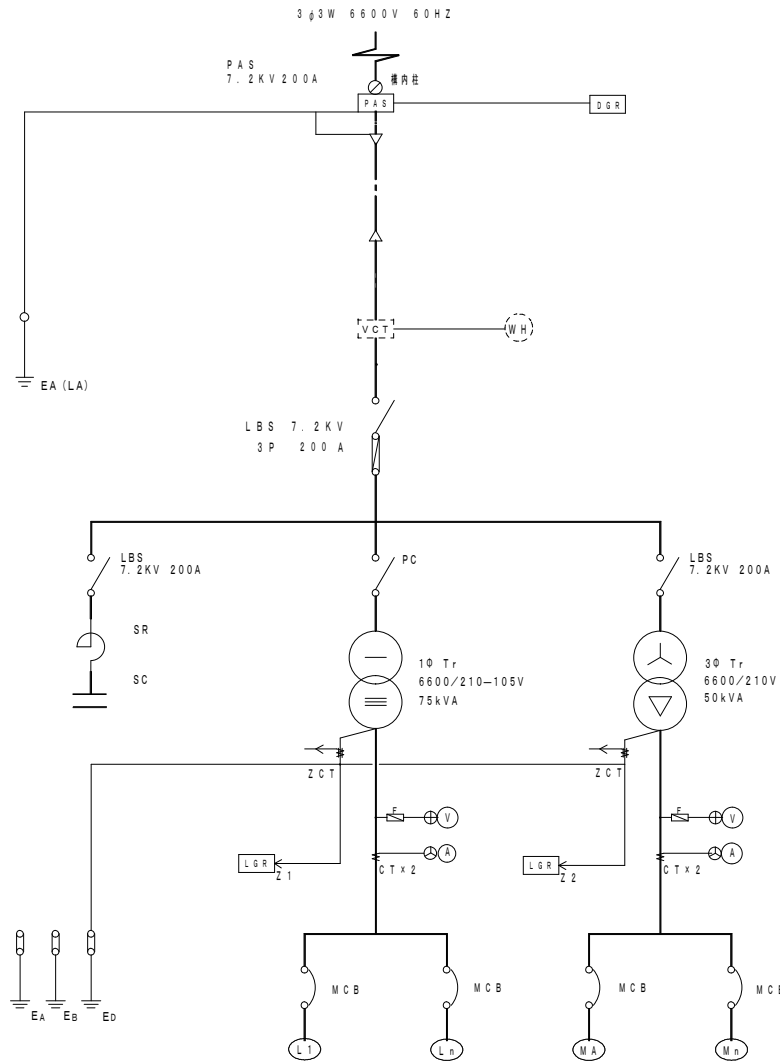 3φ3W 6600V 60HZ
PAS
7.2KV 200A
構内柱
PAS
DGR
VCT
WH
EA(LA)
LBS 7.2KV
3P 200A
LBS
7.2KV 200A
PC
LBS
7.2KV 200A
SR
SC
1Φ Tr
6600/210—105V
75kVA
3Φ Tr
6600/210V
50kVA
ZCT
ZCT
F
V
F
V
A
A
LGR
Z1
CT×2
LGR
Z2
CT×2
MCB
MCB
MCB
MCB
EA
EB
ED
L1
Ln
MA
Mn